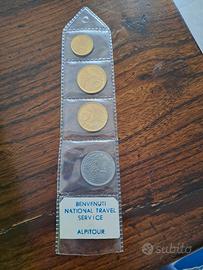 BENVENUTI
NATIONAL TRAVEL
SERVICE
ALPITOUR
subito